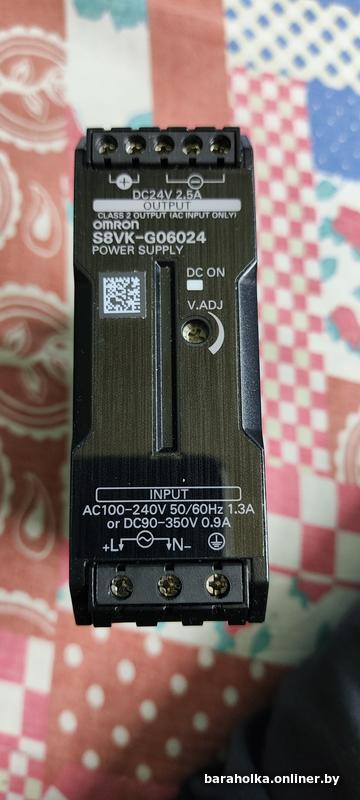 + −
DC24V 2.5A
OUTPUT
CLASS 2 OUTPUT (AC INPUT ONLY)
omron
S8VK-G06024
POWER SUPPLY
DC ON
V.ADJ
INPUT
AC100-240V 50/60Hz 1.3A
or DC90-350V 0.9A
+L N−
baraholka.onliner.by